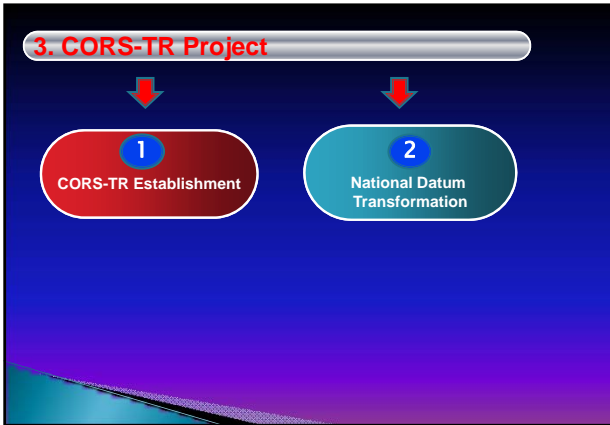 3. CORS-TR Project
1
CORS-TR Establishment
2
National Datum
Transformation